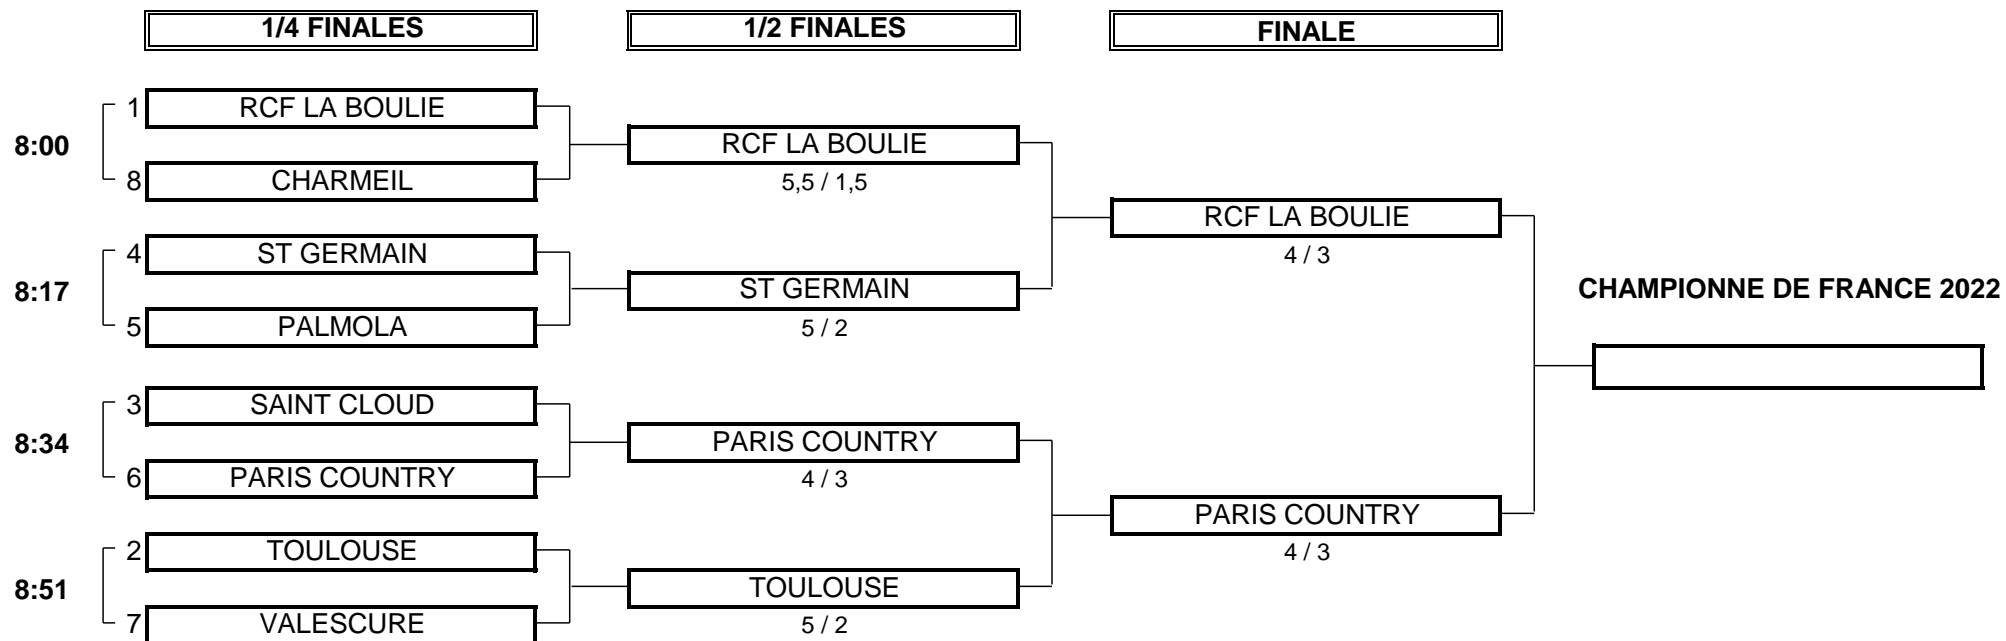 1/4 FINALES
1/2 FINALES
FINALE
8:00
1 RCF LA BOULIE
8 CHARMEIL
8:17
4 ST GERMAIN
5 PALMOLA
8:34
3 SAINT CLOUD
6 PARIS COUNTRY
8:51
2 TOULOUSE
7 VALESCURE
RCF LA BOULIE
5,5 / 1,5
ST GERMAIN
5 / 2
PARIS COUNTRY
4 / 3
TOULOUSE
5 / 2
RCF LA BOULIE
4 / 3
PARIS COUNTRY
4 / 3
CHAMPIONNE DE FRANCE 2022